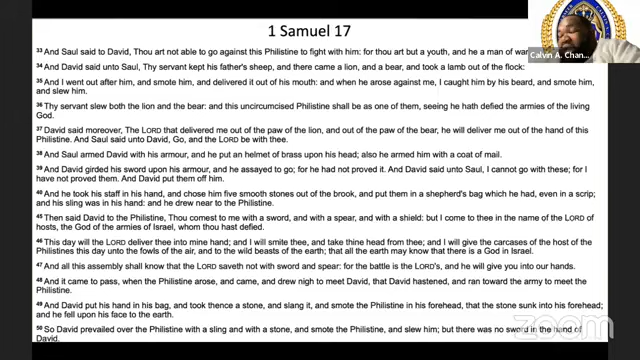 1 Samuel 17
33 And Saul said to David, Thou art not able to go against this Philistine to fight with him: for thou art but a youth, and he a man of war
34 And David said unto Saul, Thy servant kept his father's sheep, and there came a lion, and a bear, and took a lamb out of the flock:
35 And I went out after him, and smote him, and delivered it out of his mouth: and when he arose against me, I caught him by his beard, and smote him,
and slew him.
36 Thy servant slew both the lion and the bear: and this uncircumcised Philistine shall be as one of them, seeing he hath defied the armies of the living
God.
37 David said moreover, The LORD that delivered me out of the paw of the lion, and out of the paw of the bear, he will deliver me out of the hand of this
Philistine. And Saul said unto David, Go, and the LORD be with thee.
38 And Saul armed David with his armour, and he put an helmet of brass upon his head; also he armed him with a coat of mail.
39 And David girded his sword upon his armour, and he assayed to go; for he had not proved it. And David said unto Saul, I cannot go with these; for
I have not proved them. And David put them off him.
40 And he took his staff in his hand, and chose him five smooth stones out of the brook, and put them in a shepherd's bag which he had, even in a scrip;
and his sling was in his hand: and he drew near to the Philistine.
45 Then said David to the Philistine, Thou comest to me with a sword, and with a spear, and with a shield: but I come to thee in the name of the LORD of
hosts, the God of the armies of Israel, whom thou hast defied.
46 This day will the LORD deliver thee into mine hand; and I will smite thee, and take thine head from thee; and I will give the carcases of the host of the
Philistines this day unto the fowls of the air, and to the wild beasts of the earth; that all the earth may know that there is a God in Israel.
47 And all this assembly shall know that the LORD saveth not with sword and spear: for the battle is the LORD's, and he will give you into our hands.
48 And it came to pass, when the Philistine arose, and came, and drew nigh to meet David, that David hastened, and ran toward the army to meet the
Philistine.
49 And David put his hand in his bag, and took thence a stone, and slang it, and smote the Philistine in his forehead, that the stone sunk into his forehead;
and he fell upon his face to the earth.
50 So David prevailed over the Philistine with a sling and with a stone, and smote the Philistine, and slew him; but there was no sword in the hand of
David.
Calvin A. Chan...
zoom